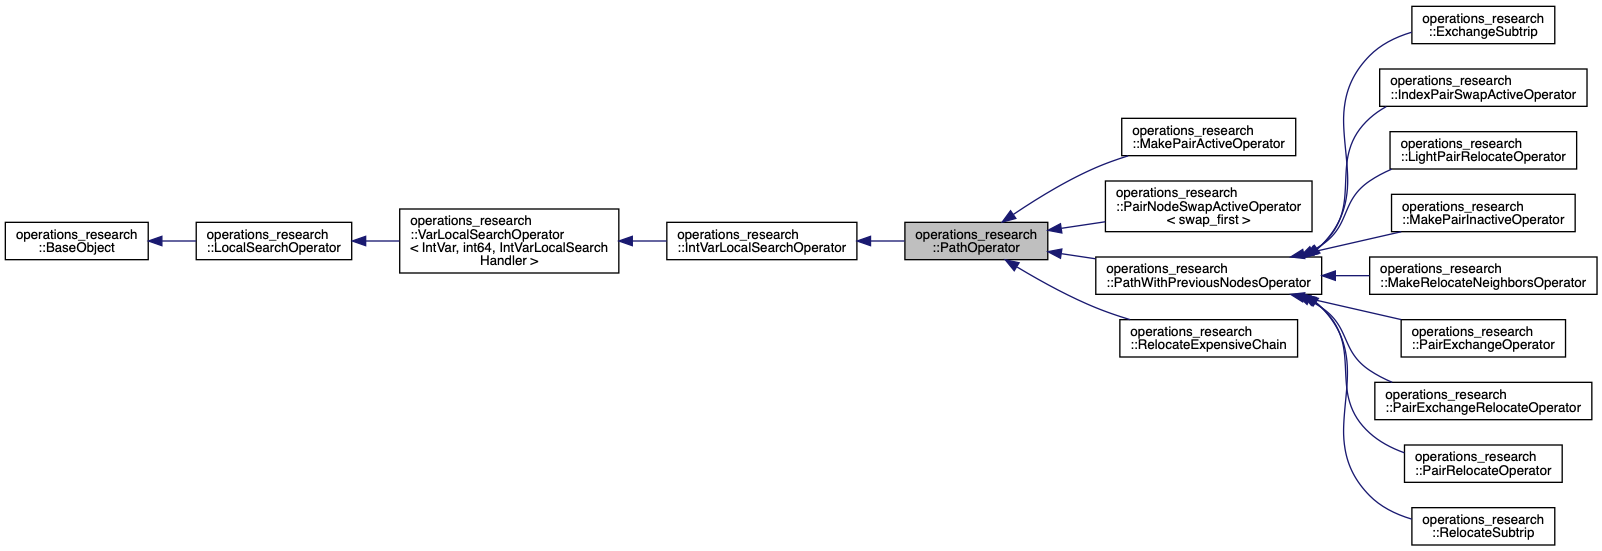 operations_research
::BaseObject
operations_research
::LocalSearchOperator
operations_research
::VarLocalSearchOperator
< IntVar, int64, IntVarLocalSearch
Handler >
operations_research
::IntVarLocalSearchOperator
operations_research
::PathOperator
operations_research
::MakePairActiveOperator
operations_research
::PairNodeSwapActiveOperator
< swap_first >
operations_research
::PathWithPreviousNodesOperator
operations_research
::RelocateExpensiveChain
operations_research
::ExchangeSubtrip
operations_research
::IndexPairSwapActiveOperator
operations_research
::LightPairRelocateOperator
operations_research
::MakePairInactiveOperator
operations_research
::MakeRelocateNeighborsOperator
operations_research
::PairExchangeOperator
operations_research
::PairExchangeRelocateOperator
operations_research
::PairRelocateOperator
operations_research
::RelocateSubtrip